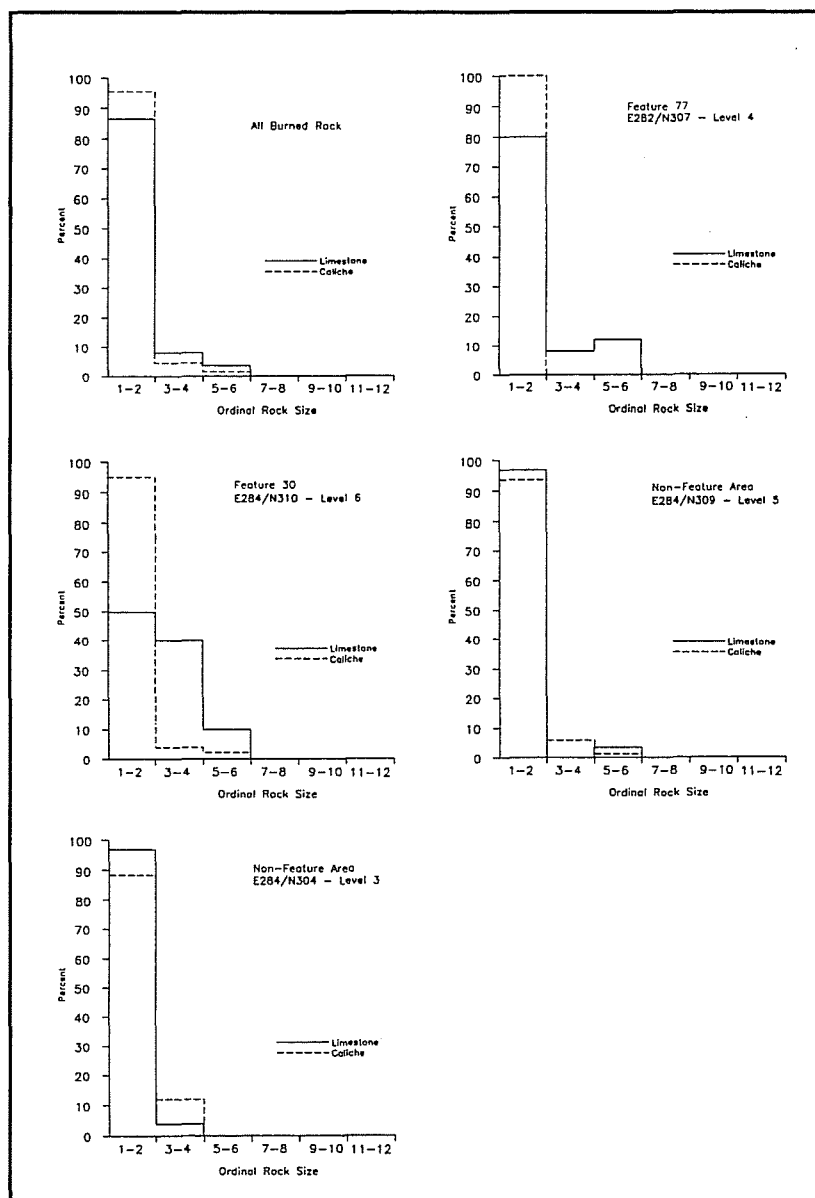 All Burned Rock
100
90
80
70
60
50
40
30
20
10
0
Percent
Limestone
Caliche
1-2 3-4 5-6 7-8 9-10 11-12
Ordinal Rock Size
Feature 77
E282/N307 - Level 4
100
90
80
70
60
50
40
30
20
10
0
Percent
Limestone
Caliche
1-2 3-4 5-6 7-8 9-10 11-12
Ordinal Rock Size
Feature 30
E284/N310 - Level 6
100
90
80
70
60
50
40
30
20
10
0
Percent
Limestone
Caliche
1-2 3-4 5-6 7-8 9-10 11-12
Ordinal Rock Size
Non-Feature Area
E284/N309 - Level 5
100
90
80
70
60
50
40
30
20
10
0
Percent
Limestone
Caliche
1-2 3-4 5-6 7-8 9-10 11-12
Ordinal Rock Size
Non-Feature Area
E284/N304 - Level 3
100
90
80
70
60
50
40
30
20
10
0
Percent
Limestone
Caliche
1-2 3-4 5-6 7-8 9-10 11-12
Ordinal Rock Size